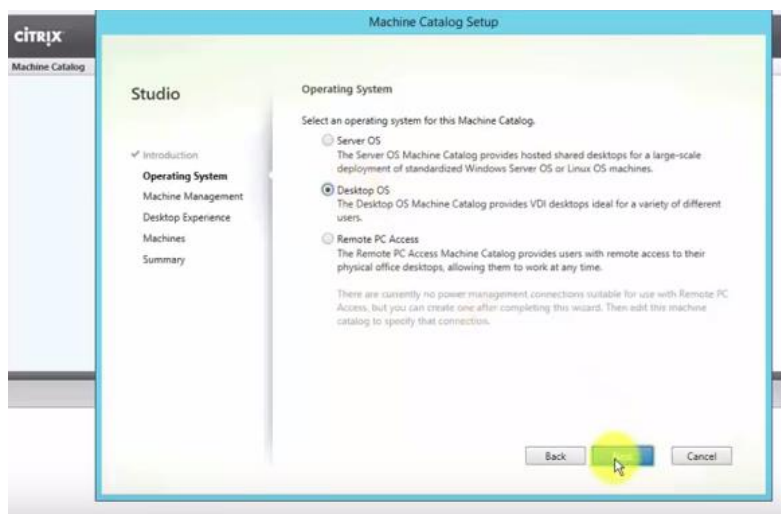 Machine Catalog Setup
CİTRIX
Machine Catalog
Studio
✔ Introduction
Operating System
Machine Management
Desktop Experience
Machines
Summary
Operating System
Select an operating system for this Machine Catalog.
Server OS
The Server OS Machine Catalog provides hosted shared desktops for a large-scale
deployment of standardized Windows Server OS or Linux OS machines.
Desktop OS
The Desktop OS Machine Catalog provides VDI desktops ideal for a variety of different
users.
Remote PC Access
The Remote PC Access Machine Catalog provides users with remote access to their
physical office desktops, allowing them to work at any time.
There are currently no power management connections suitable for use with Remote PC
Access, but you can create one after completing this wizard. Then edit this machine
catalog to specify that connection.
Back
Cancel